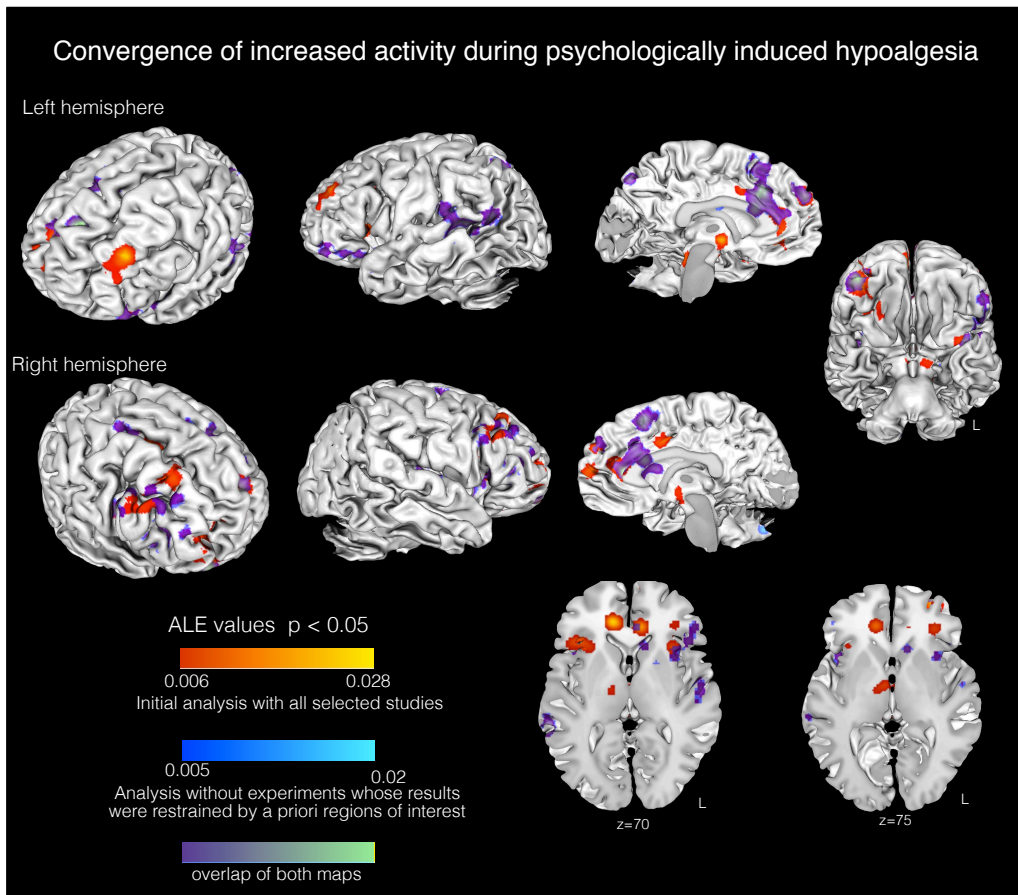 Convergence of increased activity during psychologically induced hypoalgesia
Left hemisphere
L
Right hemisphere
ALE values p < 0.05
0.006 0.028
Initial analysis with all selected studies
0.005 0.02
Analysis without experiments whose results
were restrained by a priori regions of interest
overlap of both maps
L
z=70
L
z=75